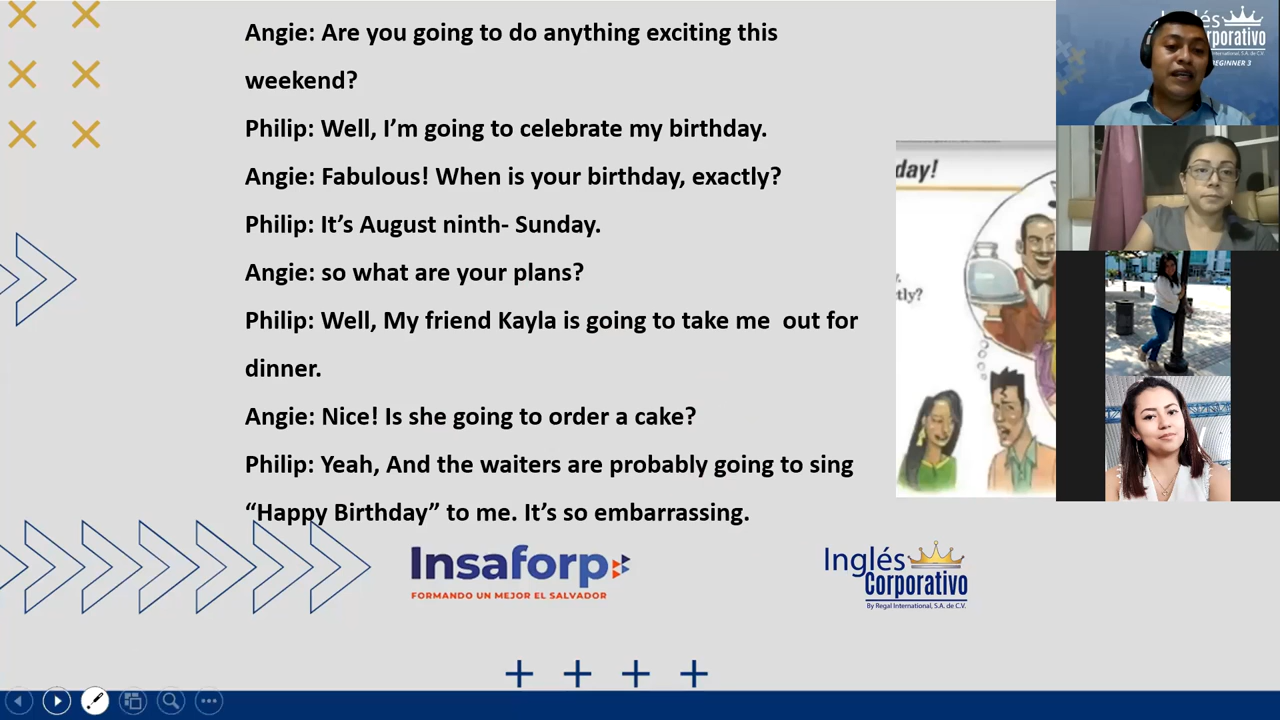 Angie: Are you going to do anything exciting this
weekend?
Philip: Well, I'm going to celebrate my birthday.
Angie: Fabulous! When is your birthday, exactly?
Philip: It's August ninth- Sunday.
Angie: so what are your plans?
Philip: Well, My friend Kayla is going to take me  out for
dinner.
Angie: Nice! Is she going to order a cake?
Philip: Yeah, And the waiters are probably going to sing
“Happy Birthday” to me. It's so embarrassing.
day!
tly?
Insaforp
FORMANDO UN MEJOR EL SALVADOR
Inglés
Corporativo
By Regal International, S.A. de C.V.
BEGINNER 3